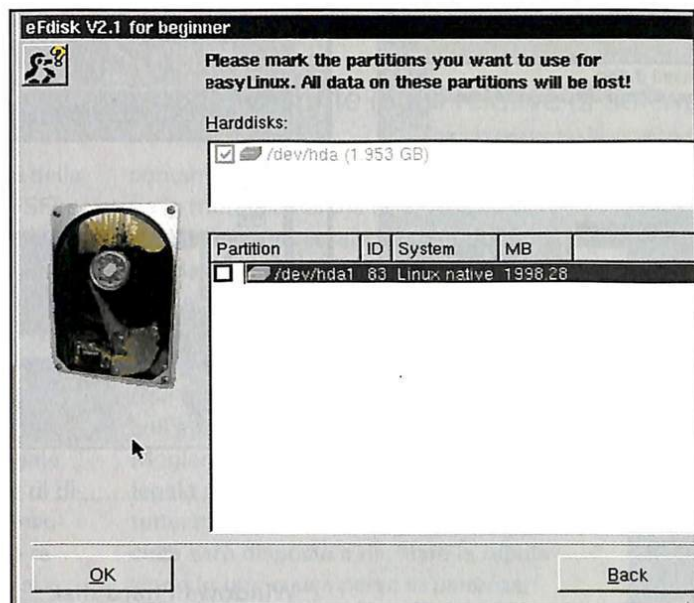 eFdisk V2.1 for beginner
Please mark the partitions you want to use for
easyLinux. All data on these partitions will be lost!
Harddisks:
/dev/hda (1.953 GB)
Partition ID System MB
/dev/hda1 83 Linux native 1998.28
OK Back